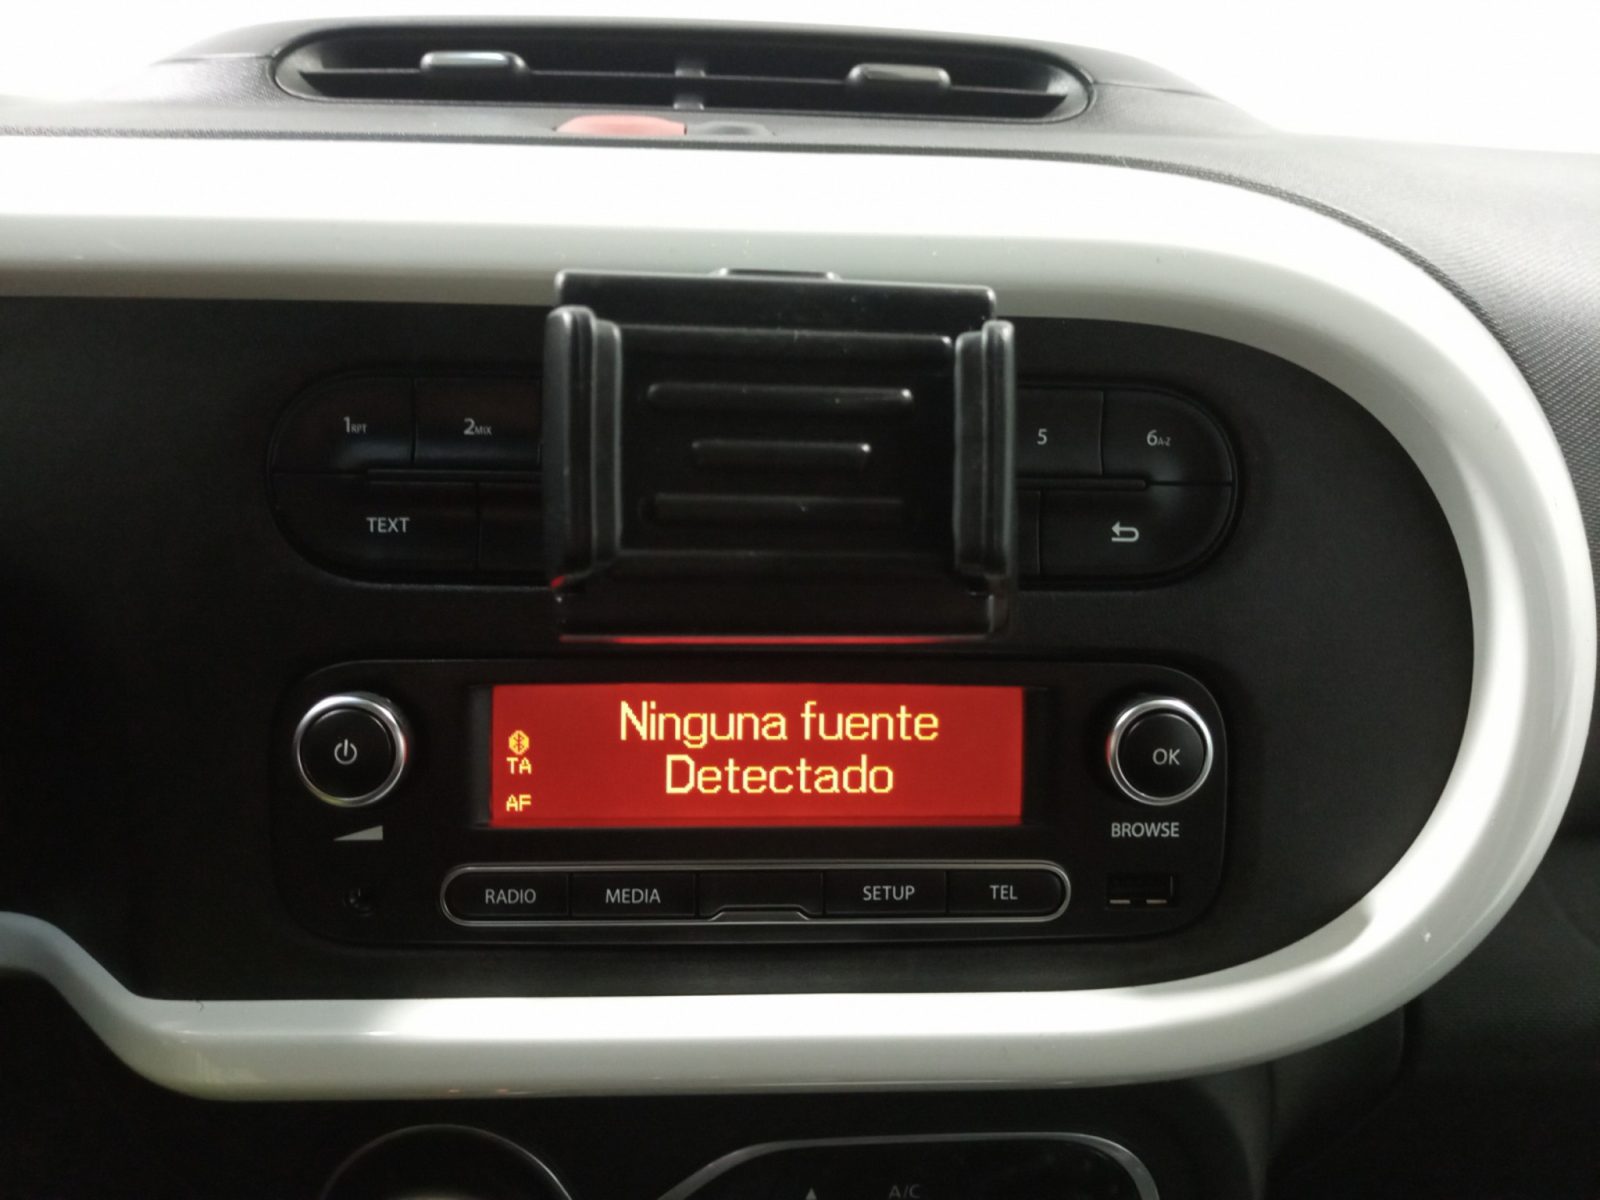 1RPT
2MIX
5
6A-Z
TEXT
Ninguna fuente
Detectado
TA
AF
OK
BROWSE
RADIO
MEDIA
SETUP
TEL
A/C